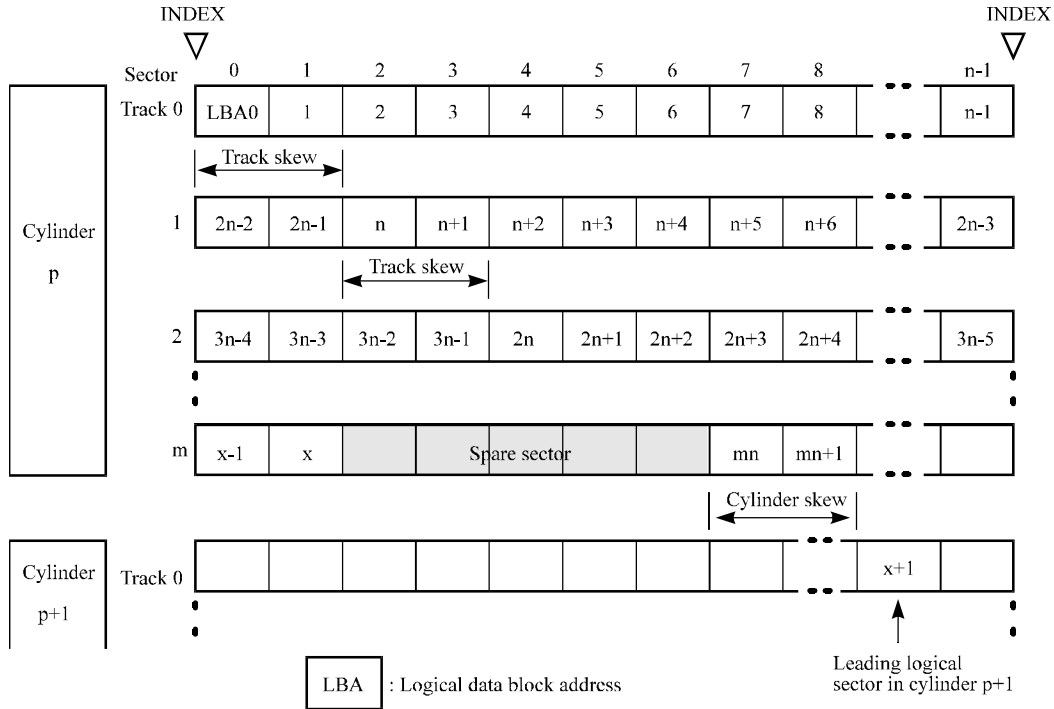 INDEX INDEX
Sector 0 1 2 3 4 5 6 7 8 n-1
Track 0 LBA0 1 2 3 4 5 6 7 8 n-1
Track skew
1 2n-2 2n-1 n n+1 n+2 n+3 n+4 n+5 n+6 2n-3
Cylinder
p
Track skew
2 3n-4 3n-3 3n-2 3n-1 2n 2n+1 2n+2 2n+3 2n+4 3n-5
m x-1 x Spare sector mn mn+1
Cylinder skew
Cylinder
p+1
Track 0 x+1
LBA : Logical data block address
Leading logical
sector in cylinder p+1